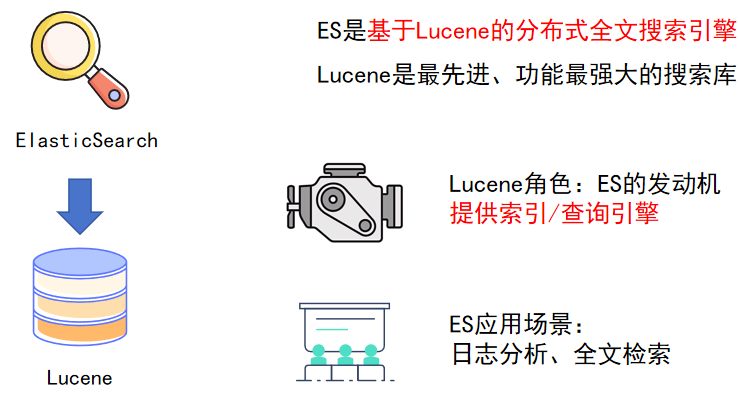 ES是基于Lucene的分布式全文搜索引擎
Lucene是最先进、功能最强大的搜索库
ElasticSearch
Lucene角色：ES的发动机
提供索引/查询引擎
ES应用场景：
日志分析、全文检索
Lucene